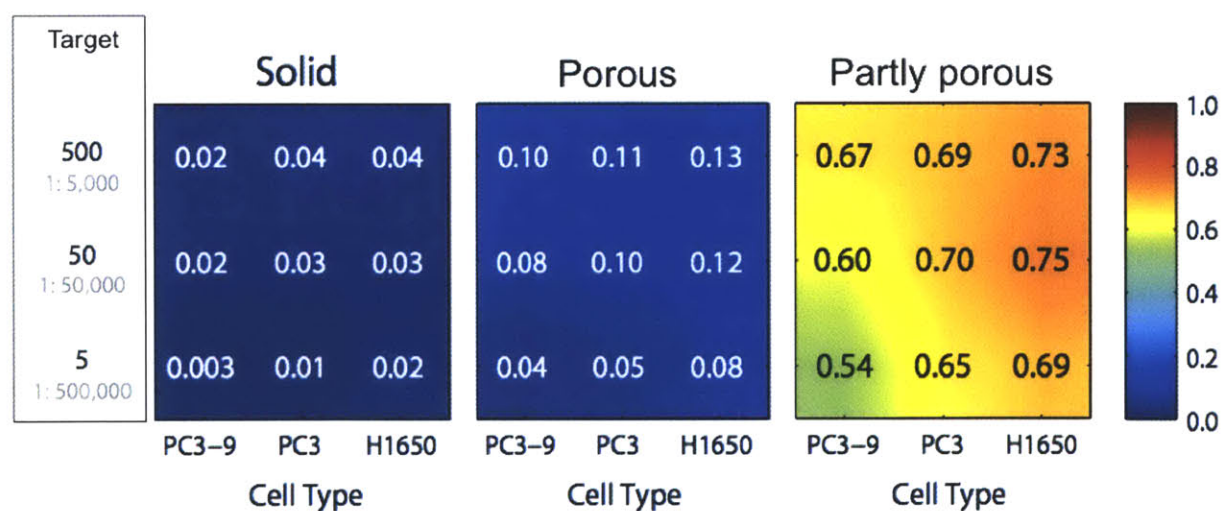 Target
Solid Porous Partly porous
500 0.02 0.04 0.04 0.10 0.11 0.13 0.67 0.69 0.73 1.0
1: 5,000 0.8
50 0.02 0.03 0.03 0.08 0.10 0.12 0.60 0.70 0.75 0.6
1: 50,000 0.4
5 0.003 0.01 0.02 0.04 0.05 0.08 0.54 0.65 0.69 0.2
1: 500,000 0.0
PC3–9 PC3 H1650 PC3–9 PC3 H1650 PC3–9 PC3 H1650
Cell Type Cell Type Cell Type